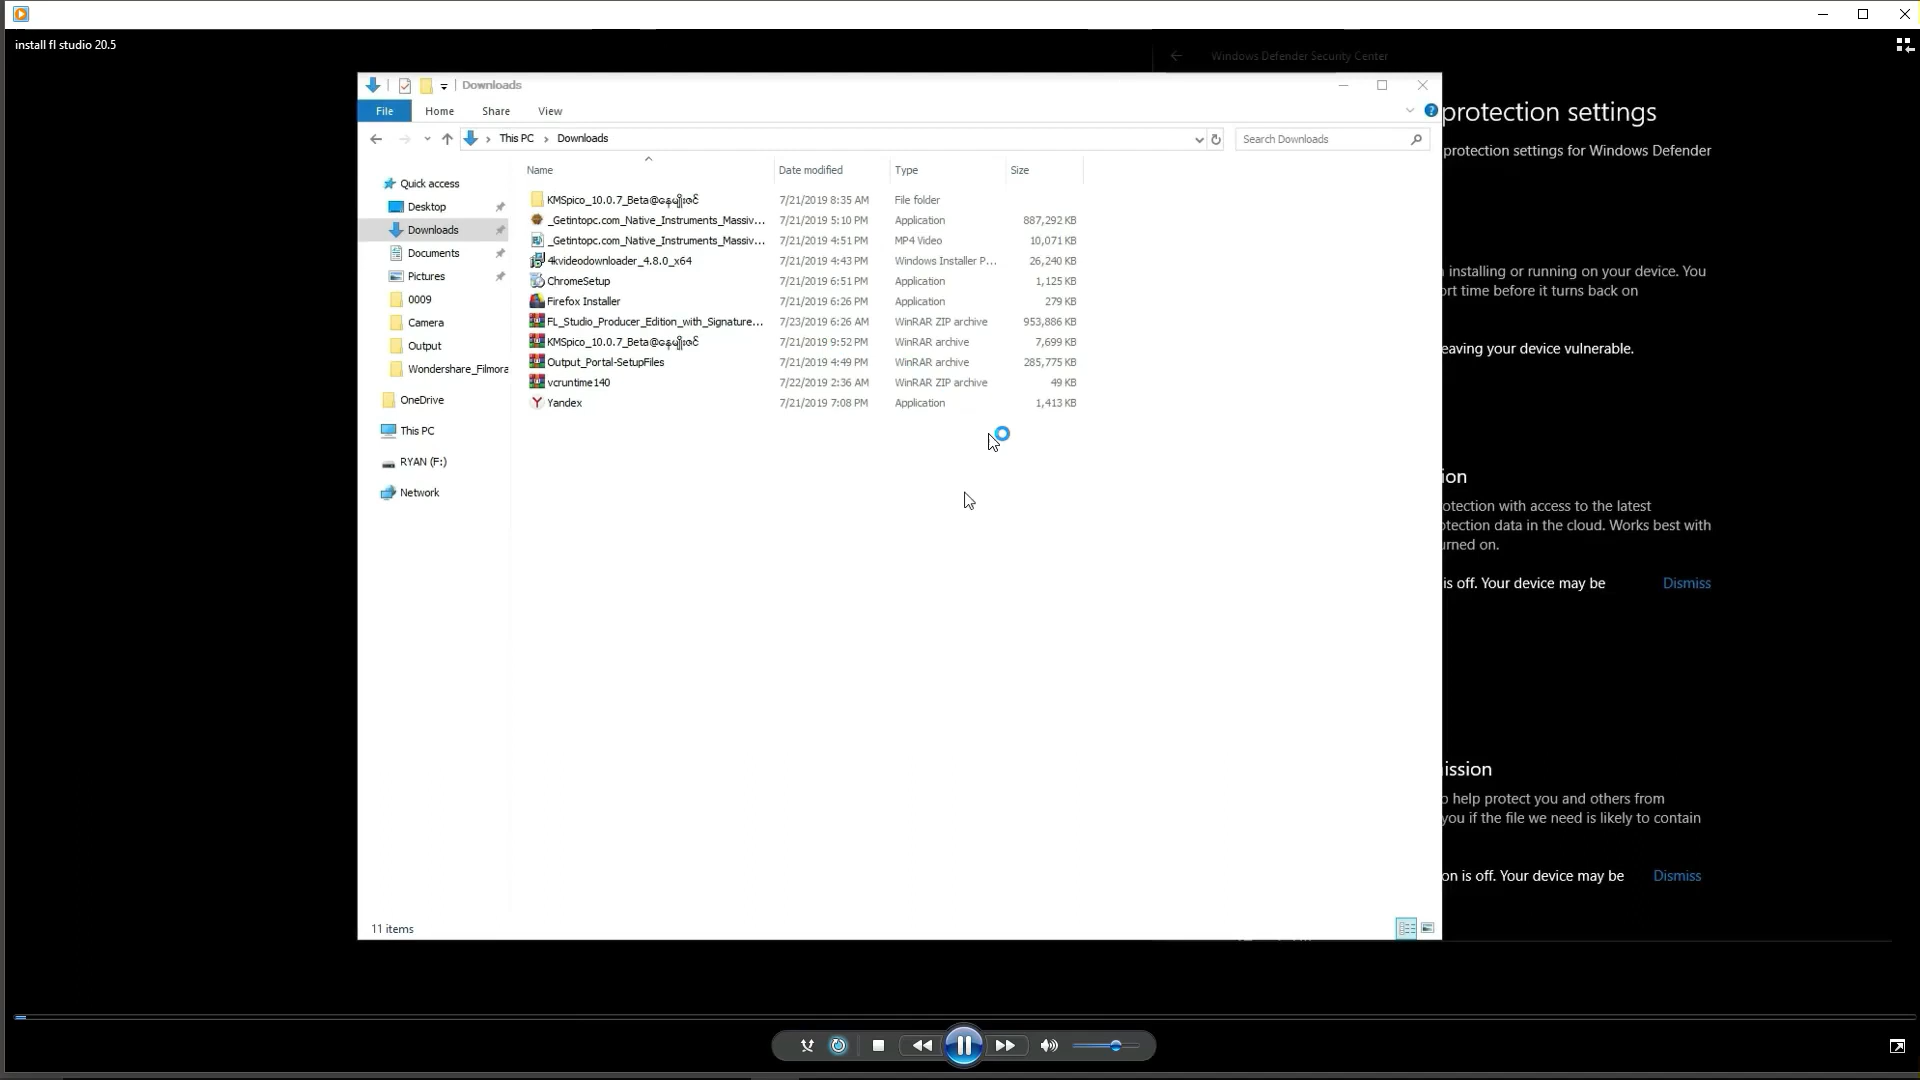 install fl studio 20.5
Windows Defender Security Center
Downloads
File Home Share View
This PC Downloads
Search Downloads
protection settings
protection settings for Windows Defender
Name Date modified Type Size
Quick access
Desktop
Downloads
Documents
Pictures
0009
Camera
Output
Wondershare_Filmora
OneDrive
This PC
RYAN (F:)
Network
KMSpico_10.0.7_Beta@နေမျိုးဇင် 7/21/2019 8:35 AM File folder
_Getintopc.com_Native_Instruments_Massiv... 7/21/2019 5:10 PM Application 887,292 KB
_Getintopc.com_Native_Instruments_Massiv... 7/21/2019 4:51 PM MP4 Video 10,071 KB
4kvideodownloader_4.8.0_x64 7/21/2019 4:43 PM Windows Installer P... 26,240 KB
ChromeSetup 7/21/2019 6:51 PM Application 1,125 KB
Firefox Installer 7/21/2019 6:26 PM Application 279 KB
FL_Studio_Producer_Edition_with_Signature... 7/23/2019 6:26 AM WinRAR ZIP archive 953,886 KB
KMSpico_10.0.7_Beta@နေမျိုးဇင် 7/21/2019 9:52 PM WinRAR archive 7,699 KB
Output_Portal-SetupFiles 7/21/2019 4:49 PM WinRAR archive 285,775 KB
vcruntime140 7/22/2019 2:36 AM WinRAR ZIP archive 49 KB
Yandex 7/21/2019 7:08 PM Application 1,413 KB
installing or running on your device. You
ort time before it turns back on
eaving your device vulnerable.
ion
otection with access to the latest
otection data in the cloud. Works best with
urned on.
is off. Your device may be Dismiss
ission
o help protect you and others from
you if the file we need is likely to contain
on is off. Your device may be Dismiss
11 items